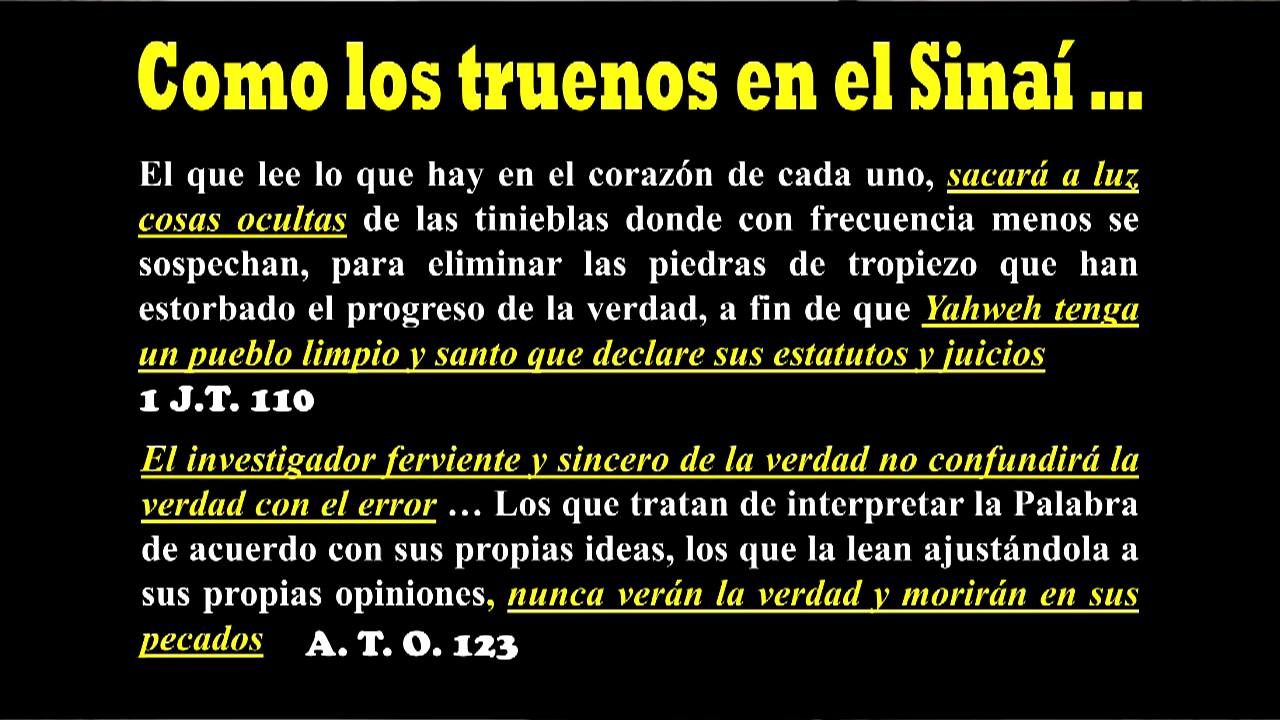 Como los truenos en el Sinaí ...
El que lee lo que hay en el corazón de cada uno, sacará a luz
cosas ocultas de las tinieblas donde con frecuencia menos se
sospechan, para eliminar las piedras de tropiezo que han
estorbado el progreso de la verdad, a fin de que Yahweh tenga
un pueblo limpio y santo que declare sus estatutos y juicios
1 J.T. 110
El investigador ferviente y sincero de la verdad no confundirá la
verdad con el error … Los que tratan de interpretar la Palabra
de acuerdo con sus propias ideas, los que la lean ajustándola a
sus propias opiniones, nunca verán la verdad y morirán en sus
pecados A. T. O. 123